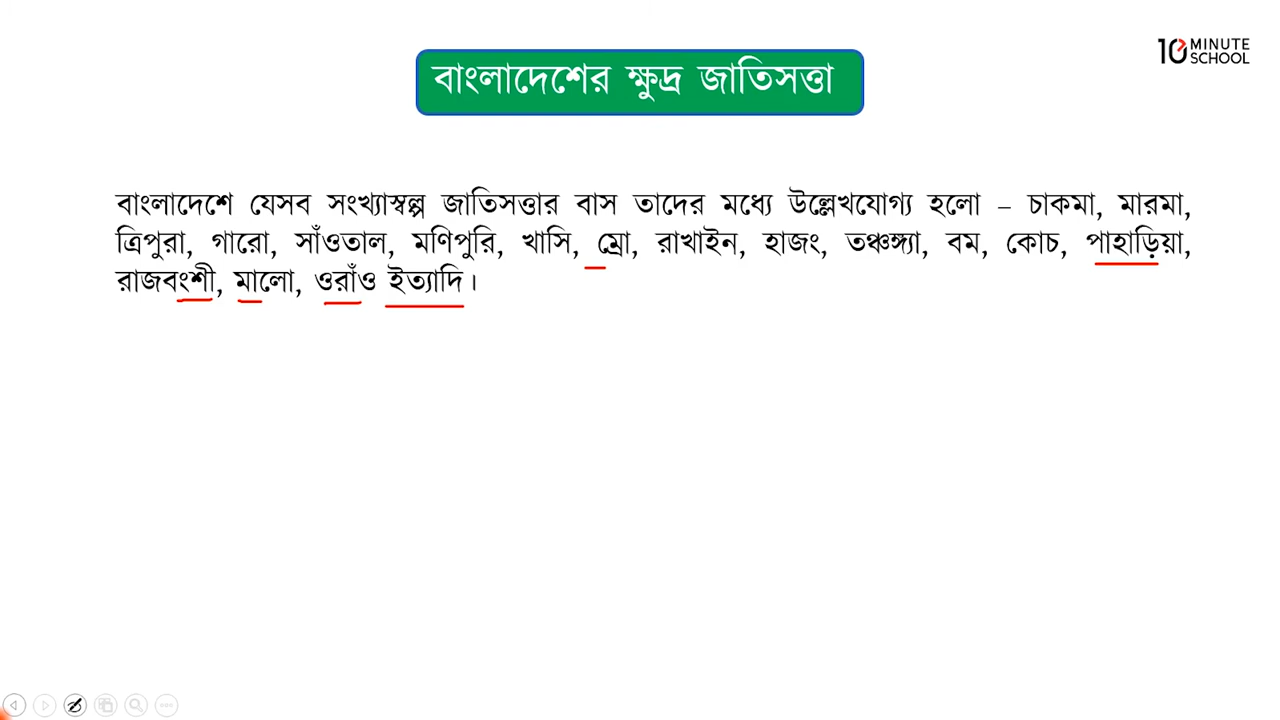 10 MINUTE SCHOOL
বাংলাদেশের ক্ষুদ্র জাতিসত্তা
বাংলাদেশে যেসব সংখ্যাস্বল্প জাতিসত্তার বাস তাদের মধ্যে উল্লেখযোগ্য হলো – চাকমা, মারমা,
ত্রিপুরা, গারো, সাঁওতাল, মণিপুরি, খাসি, ম্রো, রাখাইন, হাজং, তঞ্চঙ্গ্যা, বম, কোচ, পাহাড়িয়া,
রাজবংশী, মালো, ওরাঁও ইত্যাদি।